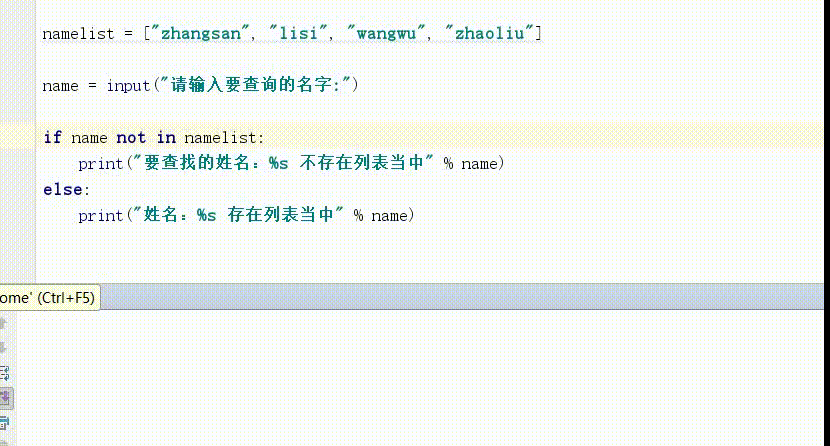 namelist = ["zhangsan", "lisi", "wangwu", "zhaoliu"]
name = input("请输入要查询的名字:")
if name not in namelist:
print("要查找的姓名：%s 不存在列表当中" % name)
else:
print("姓名：%s 存在列表当中" % name)
ome' (Ctrl+F5)